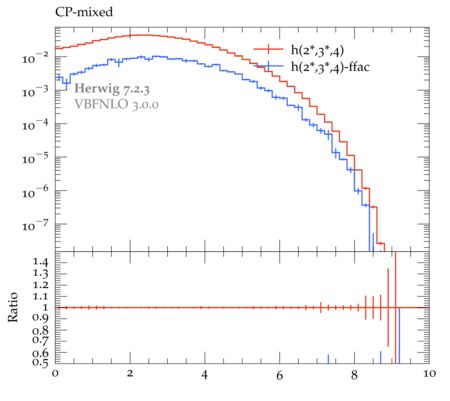 CP-mixed
h(2*,3*,4)
h(2*,3*,4)-ffac
Herwig 7.2.3
VBFNLO 3.0.0
10⁻²
10⁻³
10⁻⁴
10⁻⁵
10⁻⁶
10⁻⁷
Ratio
1.4
1.3
1.2
1.1
1
0.9
0.8
0.7
0.6
0.5
0 2 4 6 8 10